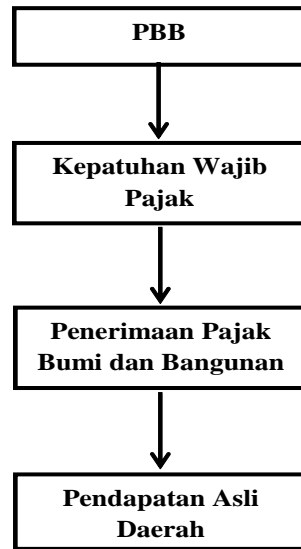 PBB
Kepatuhan Wajib
Pajak
Penerimaan Pajak
Bumi dan Bangunan
Pendapatan Asli
Daerah